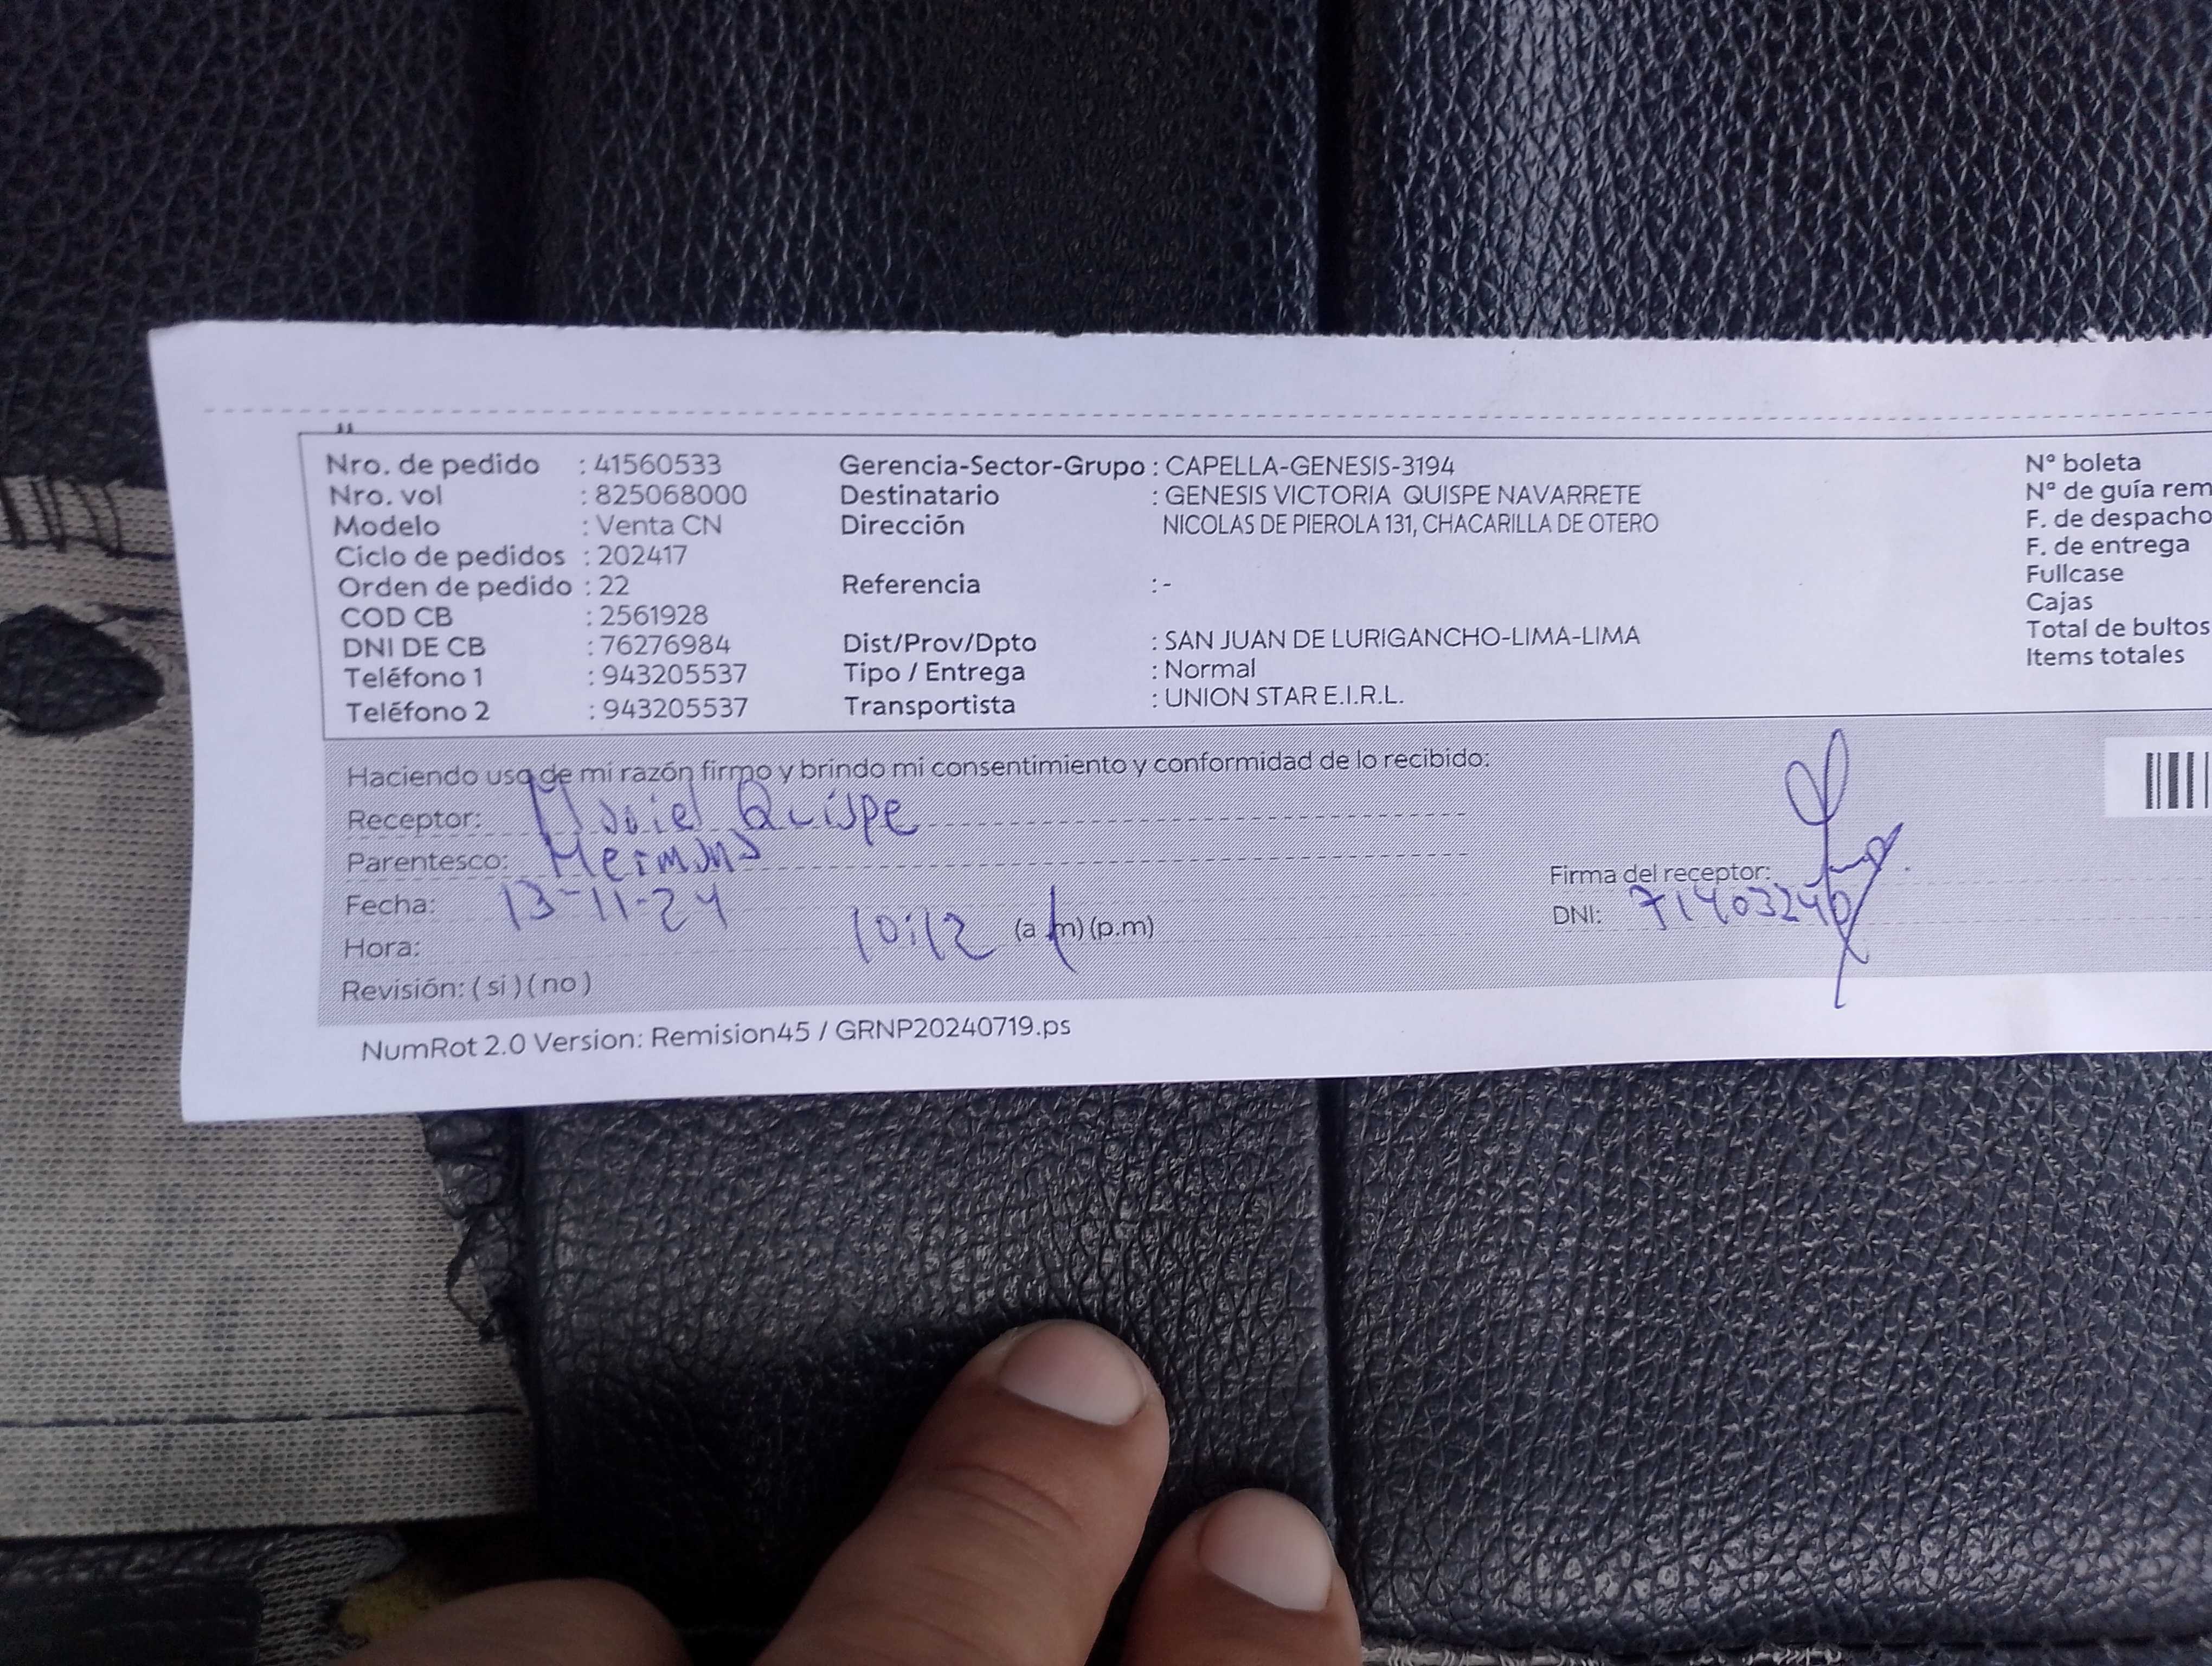 Nro. de pedido : 41560533
Nro. vol : 825068000
Modelo : Venta CN
Ciclo de pedidos : 202417
Orden de pedido : 22
COD CB : 2561928
DNI DE CB : 76276984
Teléfono 1 : 943205537
Teléfono 2 : 943205537
Gerencia-Sector-Grupo : CAPELLA-GENESIS-3194
Destinatario : GENESIS VICTORIA QUISPE NAVARRETE
Dirección NICOLAS DE PIEROLA 131, CHACARILLA DE OTERO
Referencia : -
Dist/Prov/Dpto : SAN JUAN DE LURIGANCHO-LIMA-LIMA
Tipo / Entrega : Normal
Transportista : UNION STAR E.I.R.L.
N° boleta
N° de guía rem
F. de despacho
F. de entrega
Fullcase
Cajas
Total de bultos
Items totales
Haciendo uso de mi razón firmo y brindo mi consentimiento y conformidad de lo recibido:
Receptor: Quispe
Parentesco: Hermano
Fecha: 13-11-24
Hora: 10:12 (a m) (p.m)
Revisión: ( si ) ( no )
Firma del receptor:
DNI: 71403240
NumRot 2.0 Version: Remision45 / GRNP20240719.ps